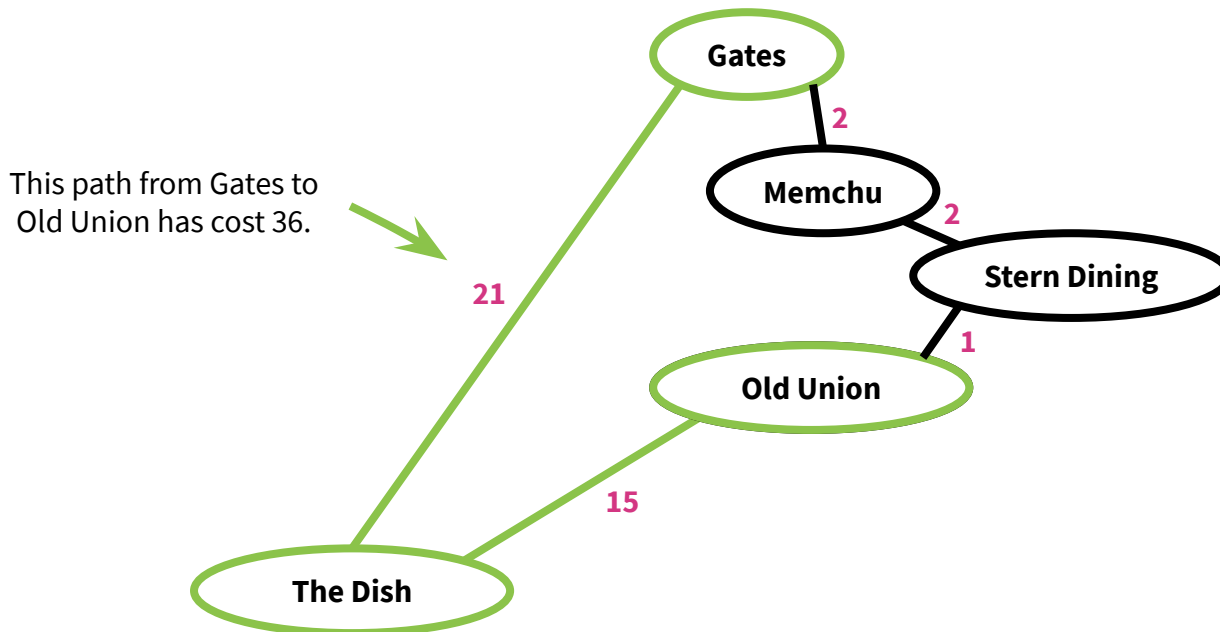 Gates
2
This path from Gates to
Old Union has cost 36.
Memchu
2
Stern Dining
21
1
Old Union
15
The Dish